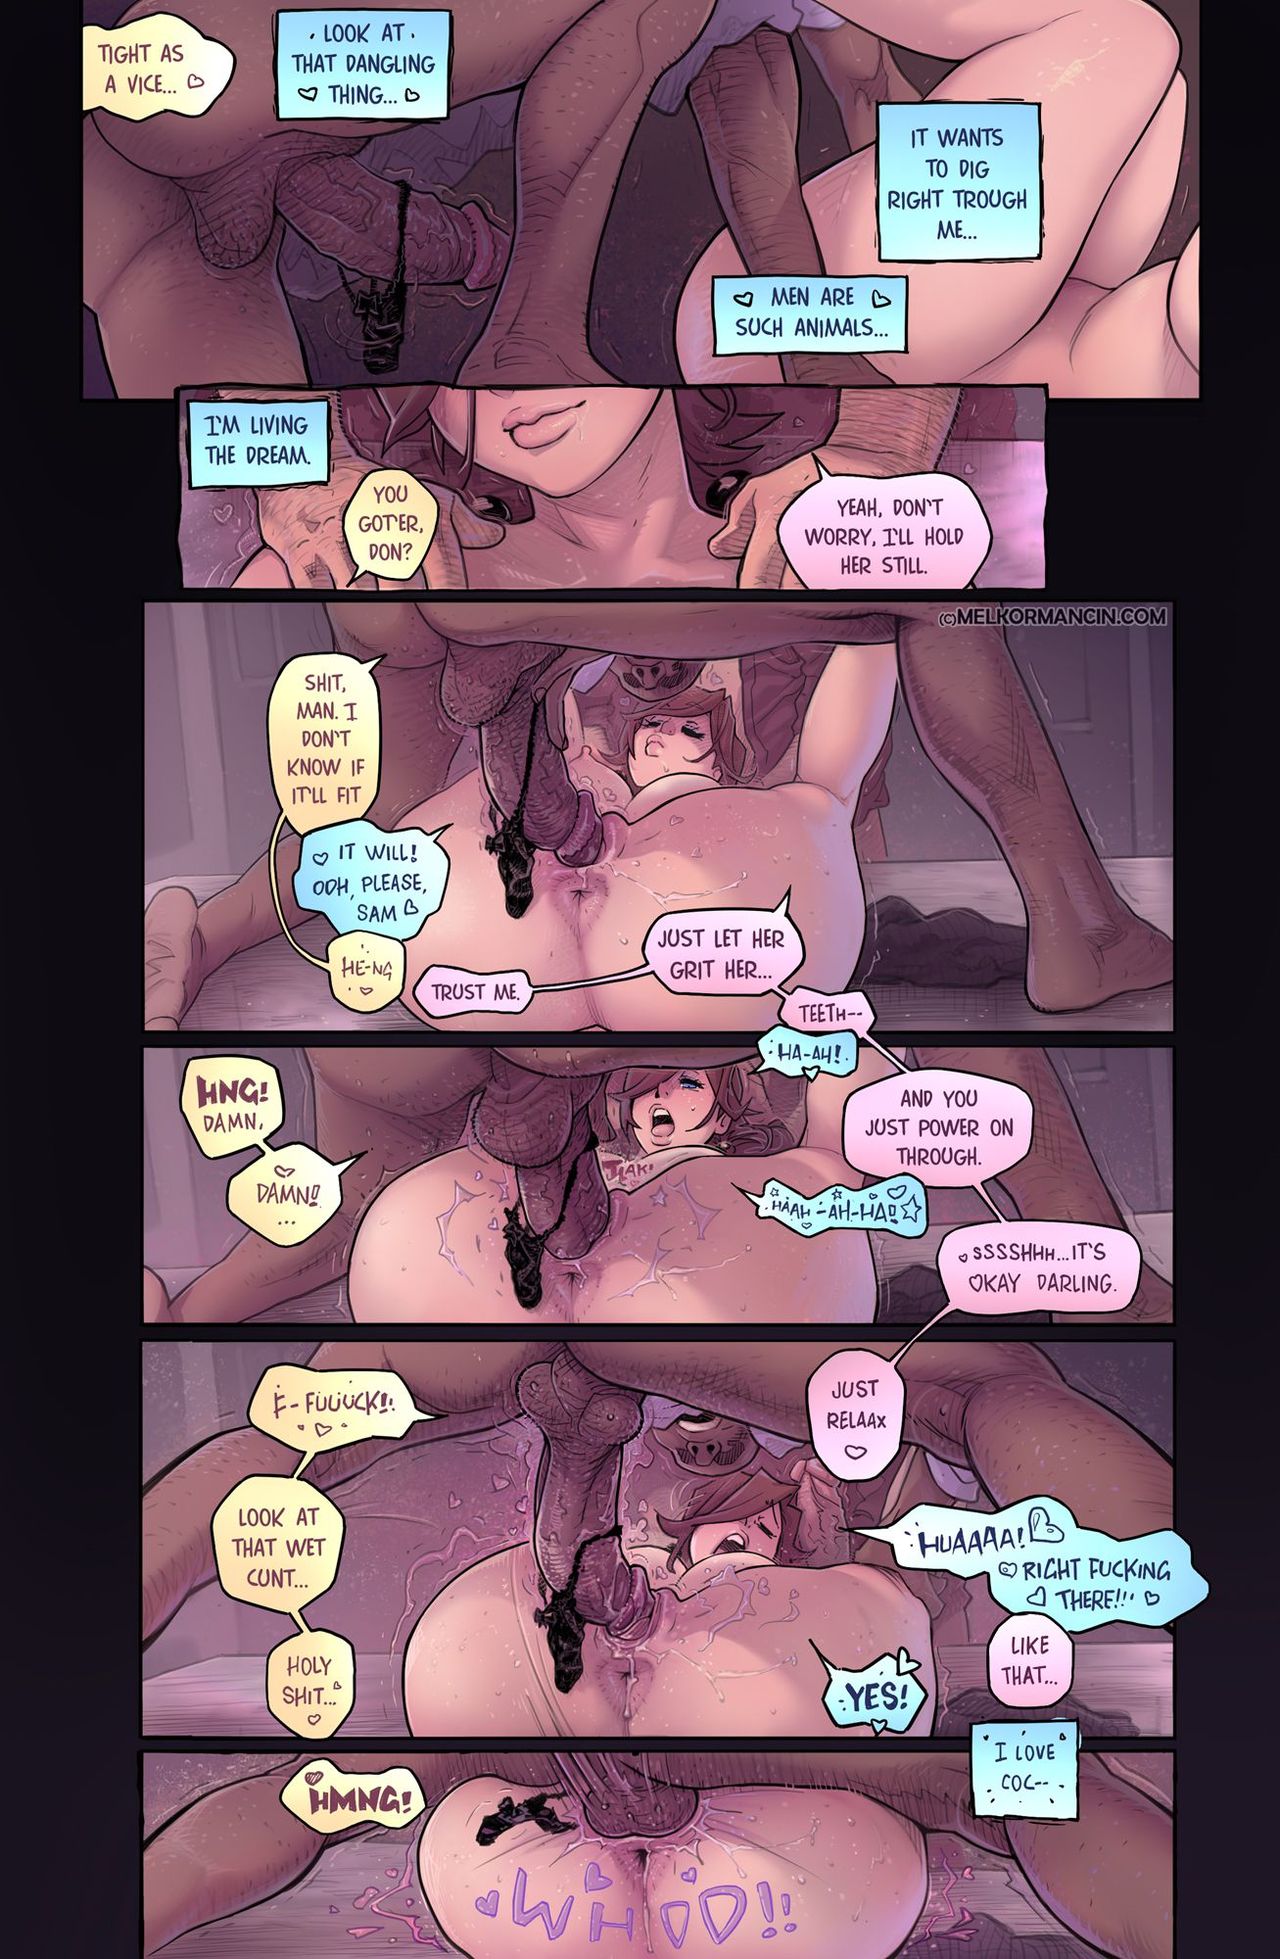 TIGHT AS
A VICE...
LOOK AT
THAT DANGLING
THING...
IT WANTS
TO DIG
RIGHT TROUGH
ME...
MEN ARE
SUCH ANIMALS...
I'M LIVING
THE DREAM.
YOU
GOT'ER,
DON?
YEAH, DON'T
WORRY, I'LL HOLD
HER STILL.
(C)MELKORMANCIN.COM
SHIT,
MAN. I
DON'T
KNOW IF
IT'LL FIT
IT WILL!
OOH, PLEASE,
SAM
HE-NG
TRUST ME.
JUST LET HER
GRIT HER...
TEETH--
HA-AH!
HNG!
DAMN,
DAMN!!
...
AND YOU
JUST POWER ON
THROUGH.
HAAH-AH-HA!
SSSSHHH...IT'S
OKAY DARLING.
JUST
RELAAX
E-FUUUCK!!
LOOK AT
THAT WET
CUNT...
HOLY
SHIT...
HUAAAA!
RIGHT FUCKING
THERE!!
LIKE
THAT...
YES!
I LOVE
COC--
HMNG!